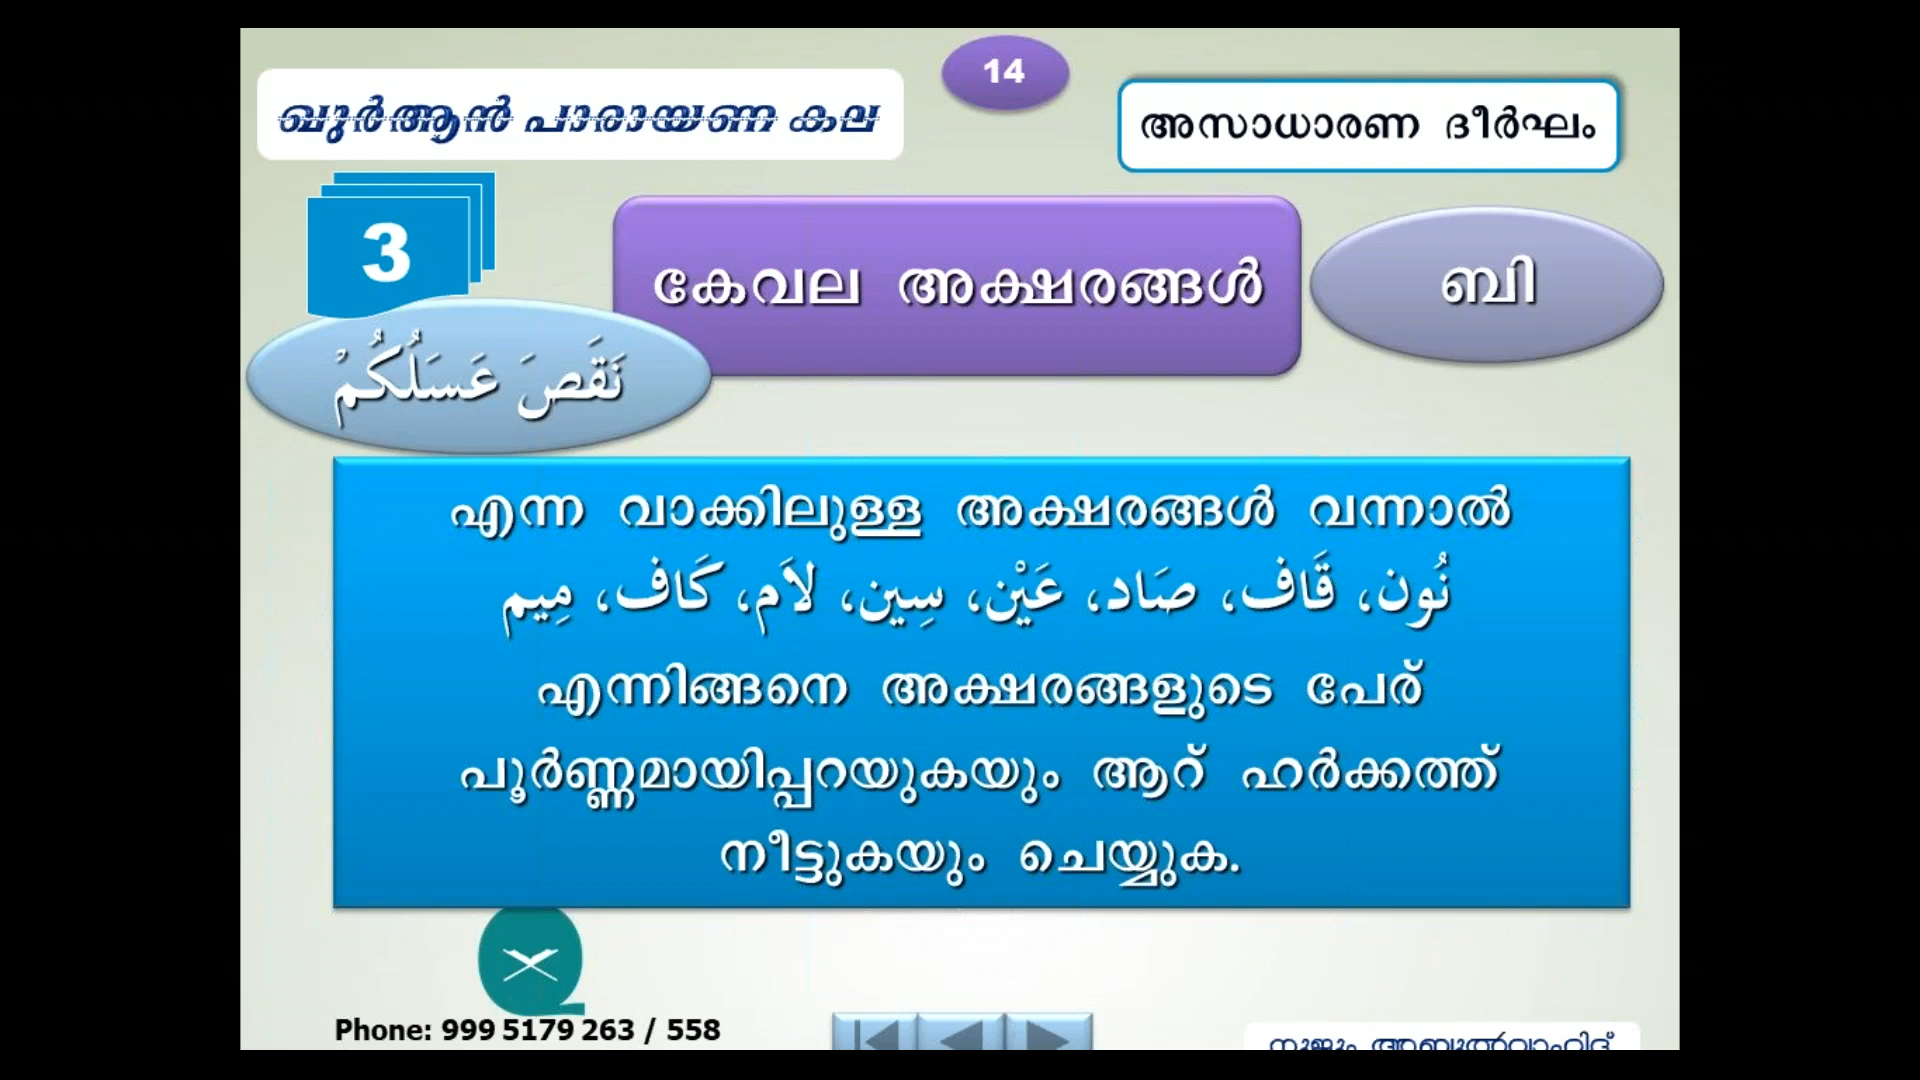 14
ഖുർആൻ പാരായണ കല
അസാധാരണ ദീർഘം
3
കേവല അക്ഷരങ്ങൾ
ബി
نَقَصَ عَسَلُكُمْ
എന്ന വാക്കിലുള്ള അക്ഷരങ്ങൾ വന്നാൽ
نُون، قَاف، صَاد، عَيْن، سِين، لاَم، كَاف، مِيم
എന്നിങ്ങനെ അക്ഷരങ്ങളുടെ പേര്
പൂർണ്ണമായിപ്പറയുകയും ആറ് ഹർക്കത്ത്
നീട്ടുകയും ചെയ്യുക.
Phone: 999 5179 263 / 558